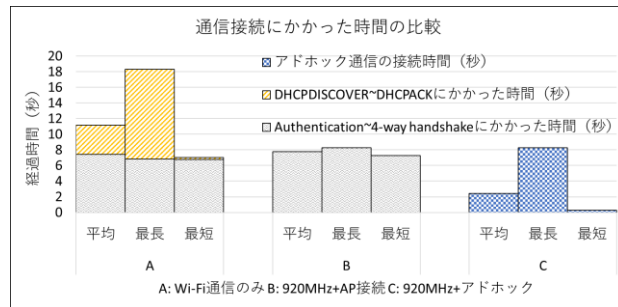 通信接続にかかった時間の比較
経過時間（秒）
20
18
16
14
12
10
8
6
4
2
0
アドホック通信の接続時間（秒）
DHCPDISCOVER~DHCPACKにかかった時間（秒）
Authentication~4-way handshakeにかかった時間（秒）
平均 最長 最短 平均 最長 最短 平均 最長 最短
A B C
A: Wi-Fi通信のみ B: 920MHz+AP接続 C: 920MHz+アドホック